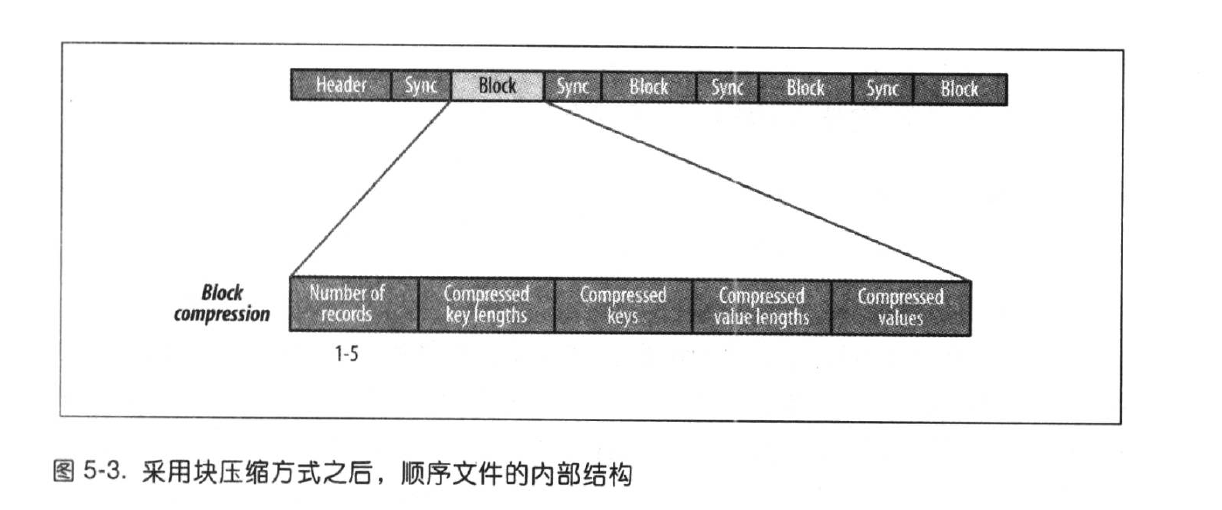 Header Sync Block Sync Block Sync Block Sync Block
Block compression
Number of records
Compressed key lengths
Compressed keys
Compressed value lengths
Compressed values
1-5
图 5-3. 采用块压缩方式之后，顺序文件的内部结构